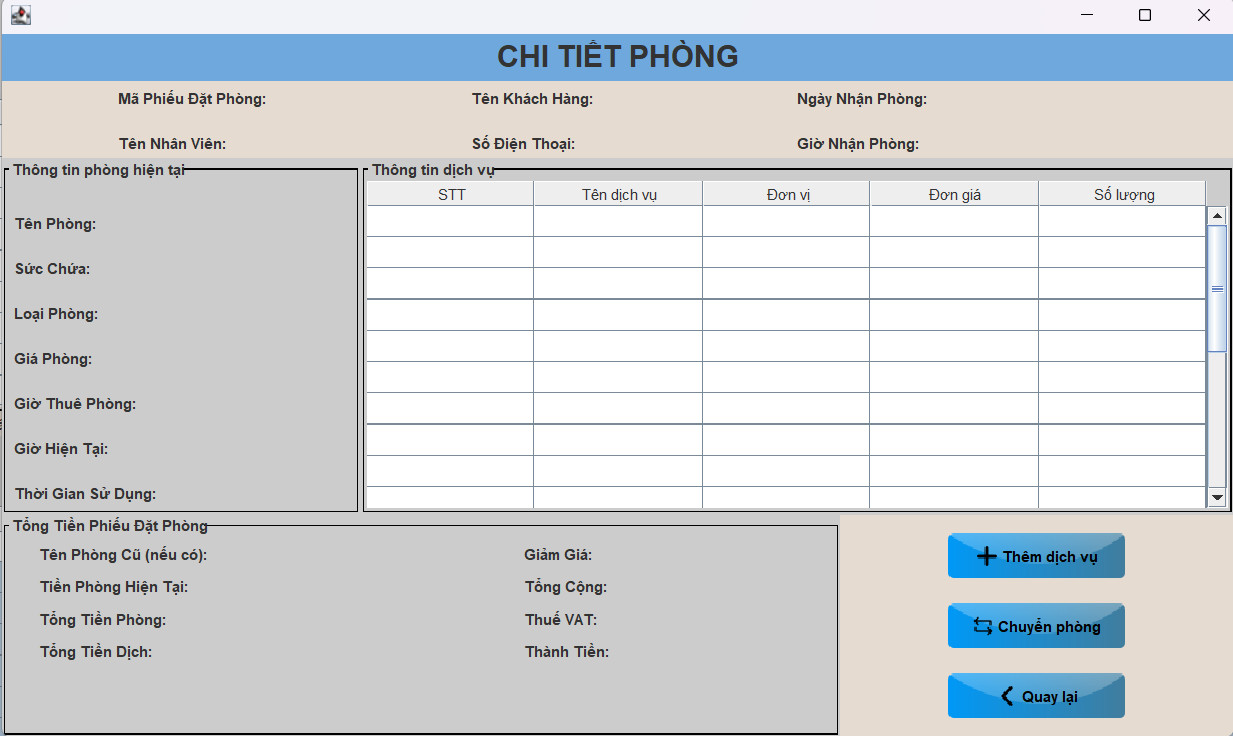 CHI TIẾT PHÒNG
Mã Phiếu Đặt Phòng: Tên Khách Hàng: Ngày Nhận Phòng:
Tên Nhân Viên: Số Điện Thoại: Giờ Nhận Phòng:
Thông tin phòng hiện tại
Tên Phòng:
Sức Chứa:
Loại Phòng:
Giá Phòng:
Giờ Thuê Phòng:
Giờ Hiện Tại:
Thời Gian Sử Dụng:
Thông tin dịch vụ
STT Tên dịch vụ Đơn vị Đơn giá Số lượng
Tổng Tiền Phiếu Đặt Phòng
Tên Phòng Cũ (nếu có): Giảm Giá:
Tiền Phòng Hiện Tại: Tổng Cộng:
Tổng Tiền Phòng: Thuế VAT:
Tổng Tiền Dịch: Thành Tiền:
Thêm dịch vụ
Chuyển phòng
Quay lại